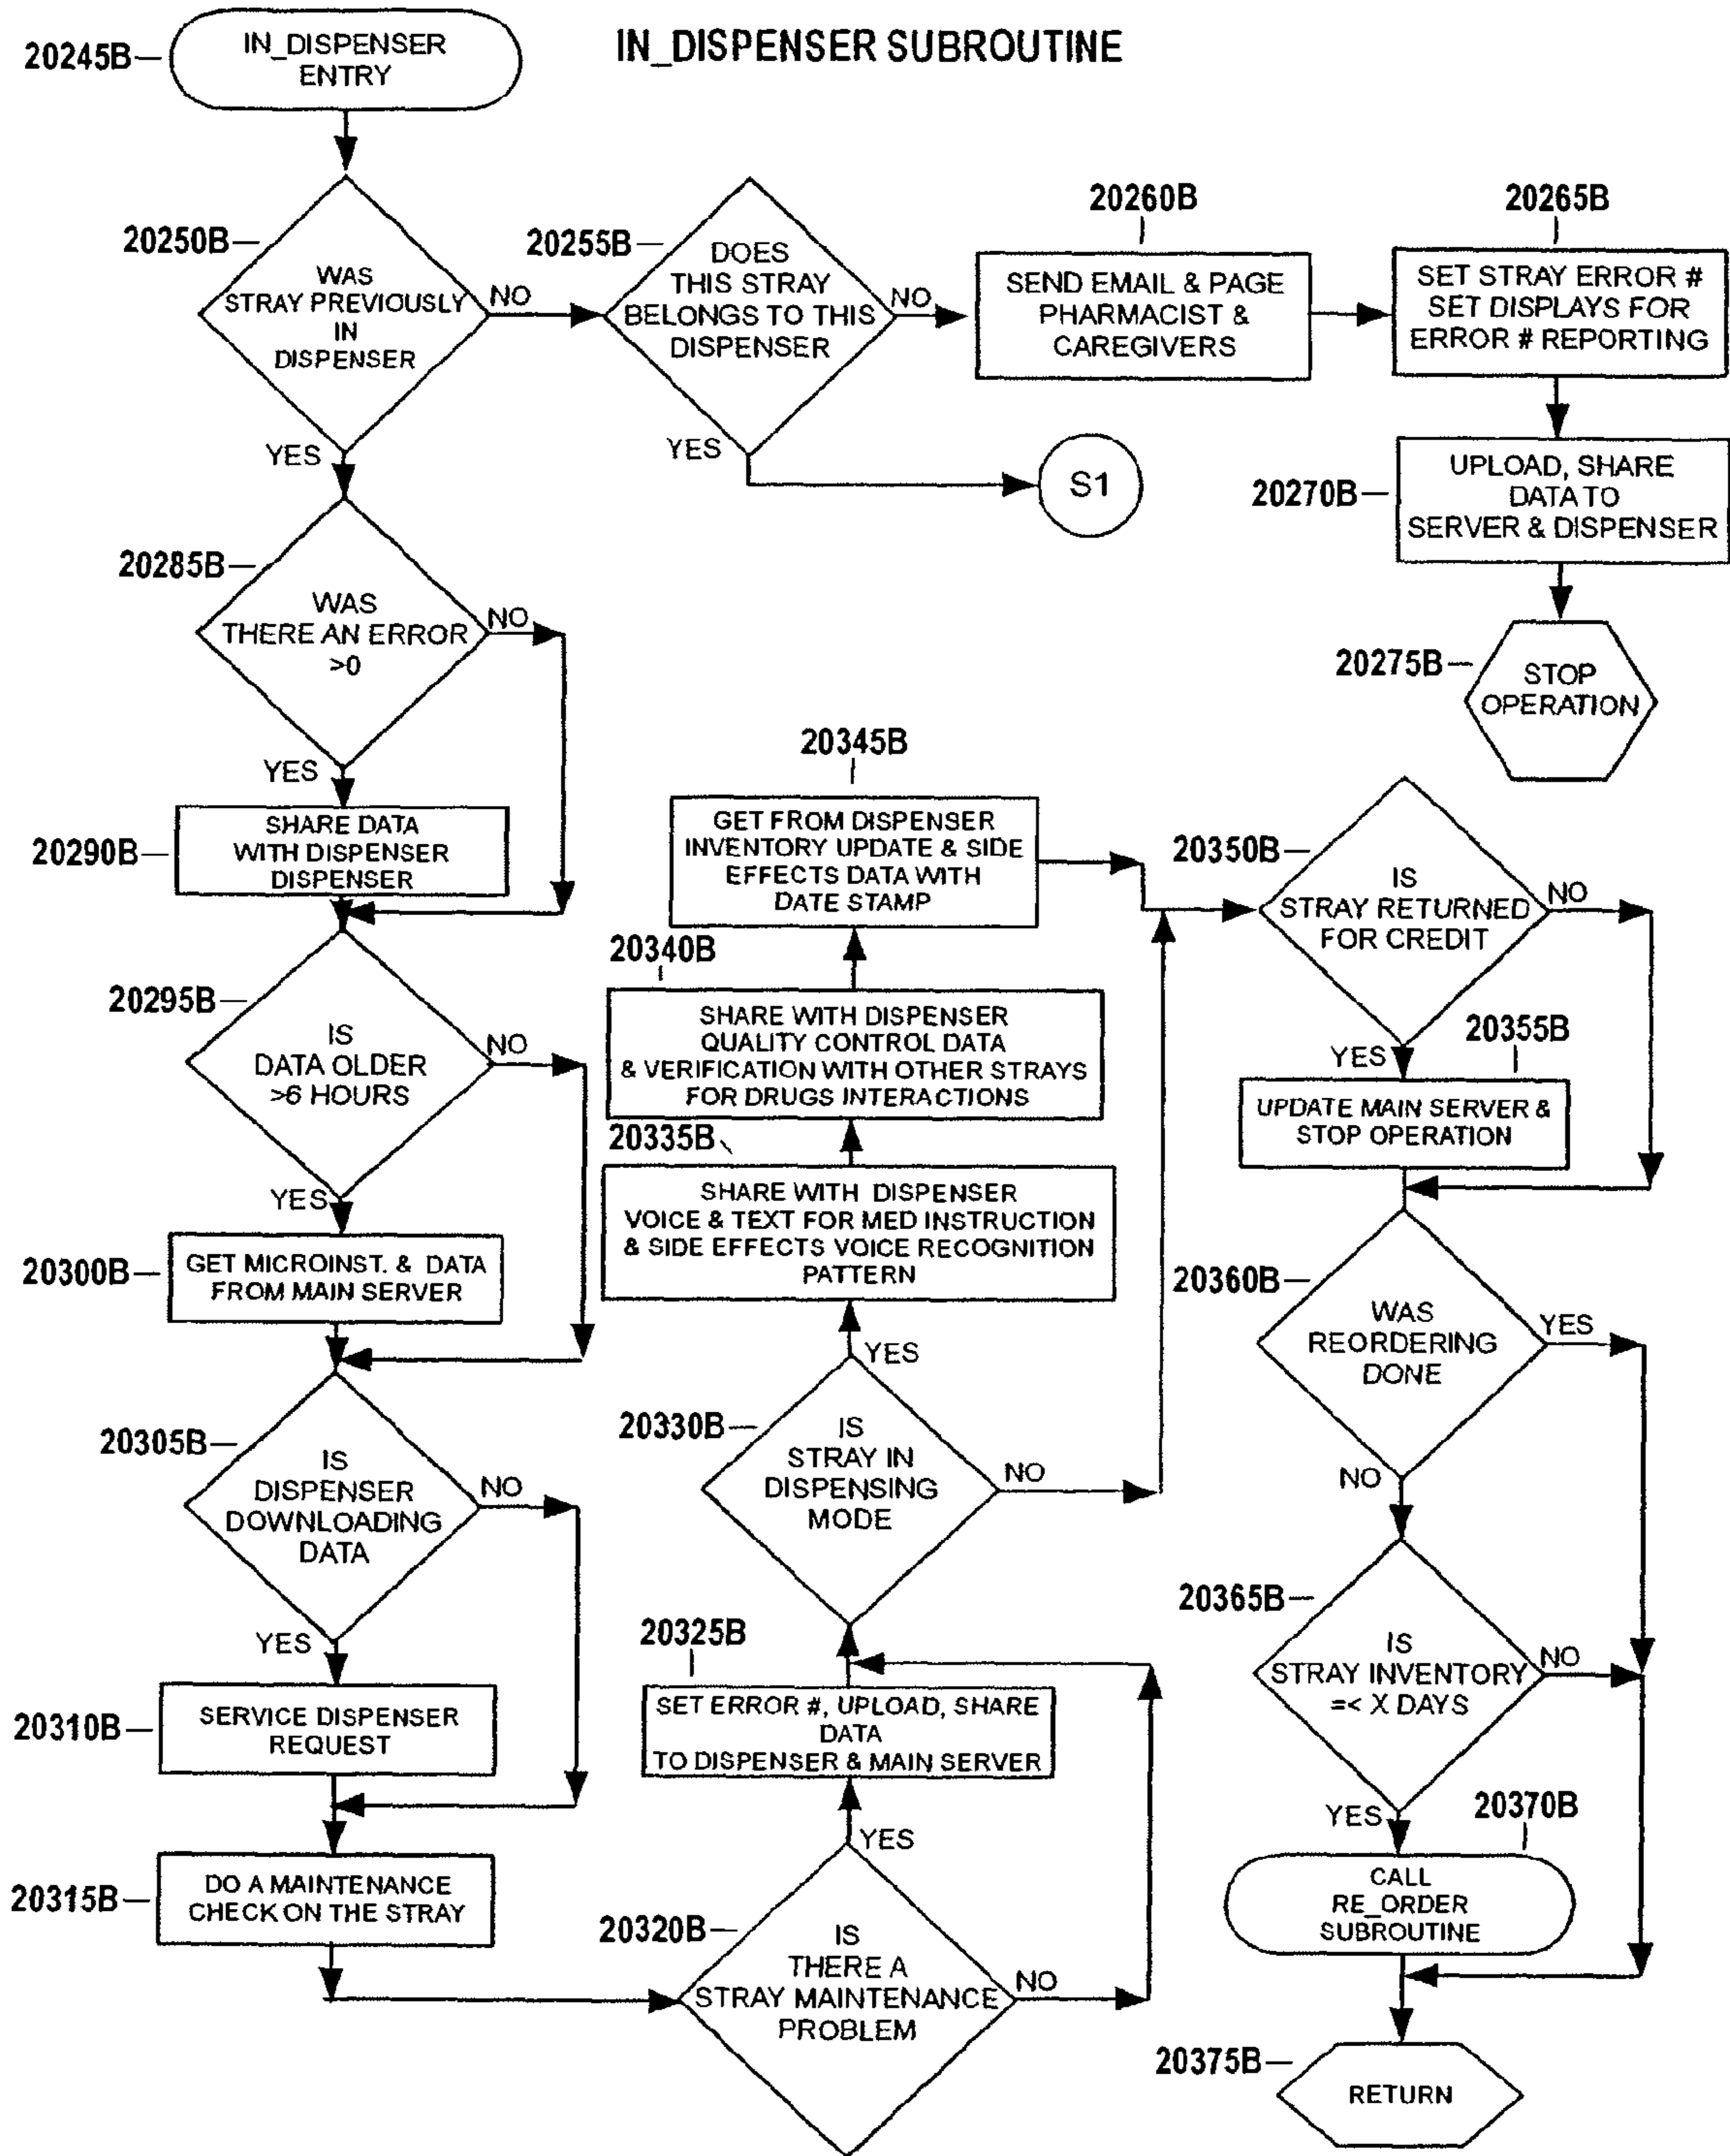 IN_DISPENSER SUBROUTINE
20245B
IN_DISPENSER
ENTRY
20250B
WAS
STRAY PREVIOUSLY
IN
DISPENSER
NO
YES
20255B
DOES
THIS STRAY
BELONGS TO THIS
DISPENSER
NO
YES
S1
20260B
SEND EMAIL & PAGE
PHARMACIST &
CAREGIVERS
20265B
SET STRAY ERROR #
SET DISPLAYS FOR
ERROR # REPORTING
20270B
UPLOAD, SHARE
DATA TO
SERVER & DISPENSER
20275B
STOP
OPERATION
20285B
WAS
THERE AN ERROR
>0
NO
YES
20290B
SHARE DATA
WITH DISPENSER
DISPENSER
20295B
IS
DATA OLDER
>6 HOURS
NO
YES
20300B
GET MICROINST. & DATA
FROM MAIN SERVER
20305B
IS
DISPENSER
DOWNLOADING
DATA
NO
YES
20310B
SERVICE DISPENSER
REQUEST
20315B
DO A MAINTENANCE
CHECK ON THE STRAY
20320B
IS
THERE A
STRAY MAINTENANCE
PROBLEM
NO
YES
20325B
SET ERROR #, UPLOAD, SHARE
DATA
TO DISPENSER & MAIN SERVER
20330B
IS
STRAY IN
DISPENSING
MODE
NO
YES
20335B
SHARE WITH DISPENSER
VOICE & TEXT FOR MED INSTRUCTION
& SIDE EFFECTS VOICE RECOGNITION
PATTERN
20340B
SHARE WITH DISPENSER
QUALITY CONTROL DATA
& VERIFICATION WITH OTHER STRAYS
FOR DRUGS INTERACTIONS
20345B
GET FROM DISPENSER
INVENTORY UPDATE & SIDE
EFFECTS DATA WITH
DATE STAMP
20350B
IS
STRAY RETURNED
FOR CREDIT
NO
YES
20355B
UPDATE MAIN SERVER &
STOP OPERATION
20360B
WAS
REORDERING
DONE
YES
NO
20365B
IS
STRAY INVENTORY
=< X DAYS
NO
YES
20370B
CALL
RE_ORDER
SUBROUTINE
20375B
RETURN